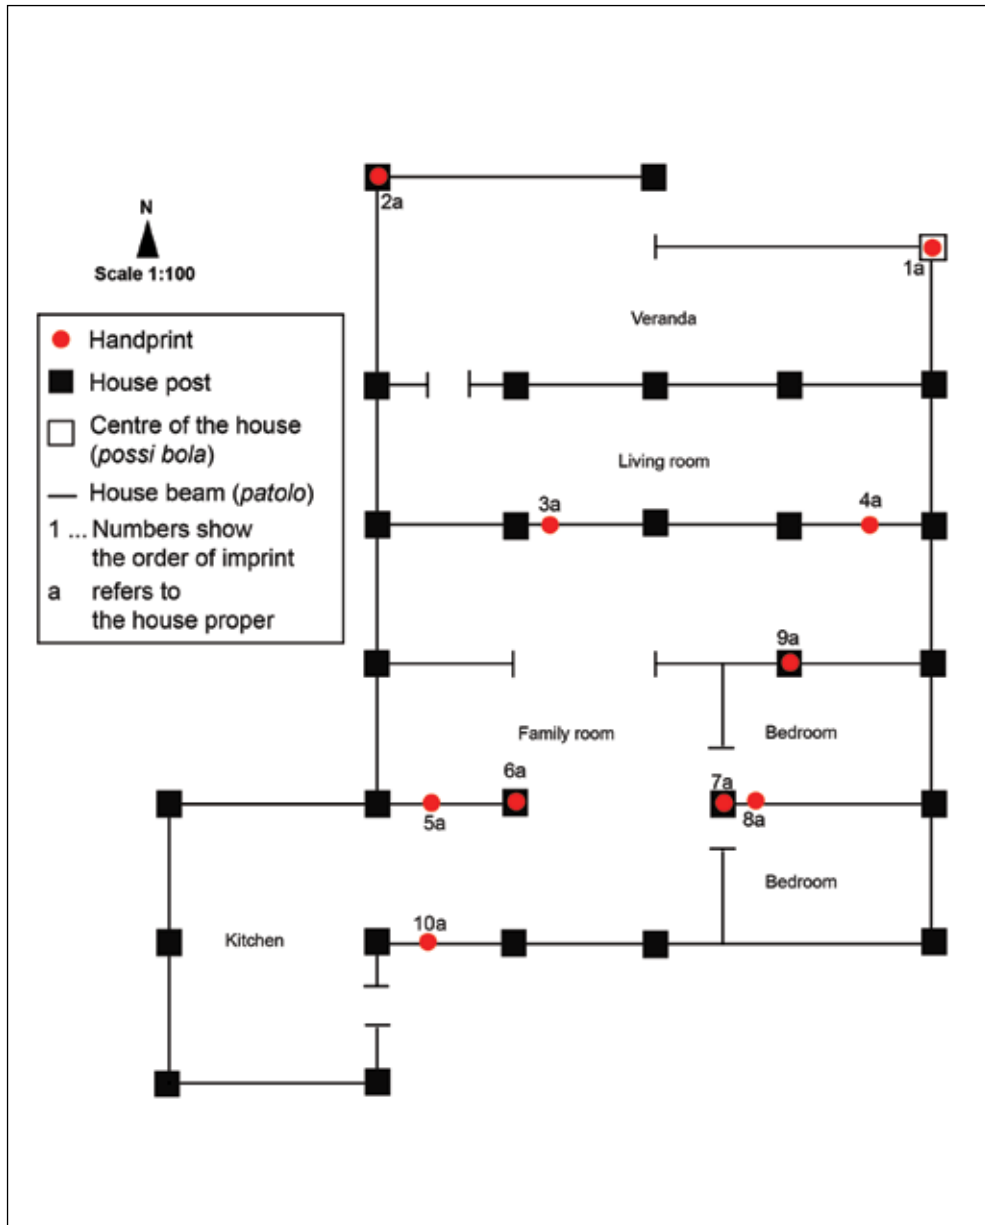 2a
N
Scale 1:100
1a
Handprint
Veranda
House post
Centre of the house
(possi bola)
Living room
House beam (patolo)
3a
4a
1 ... Numbers show
the order of imprint
a refers to
the house proper
9a
Family room
Bedroom
6a
7a
5a
8a
Bedroom
10a
Kitchen